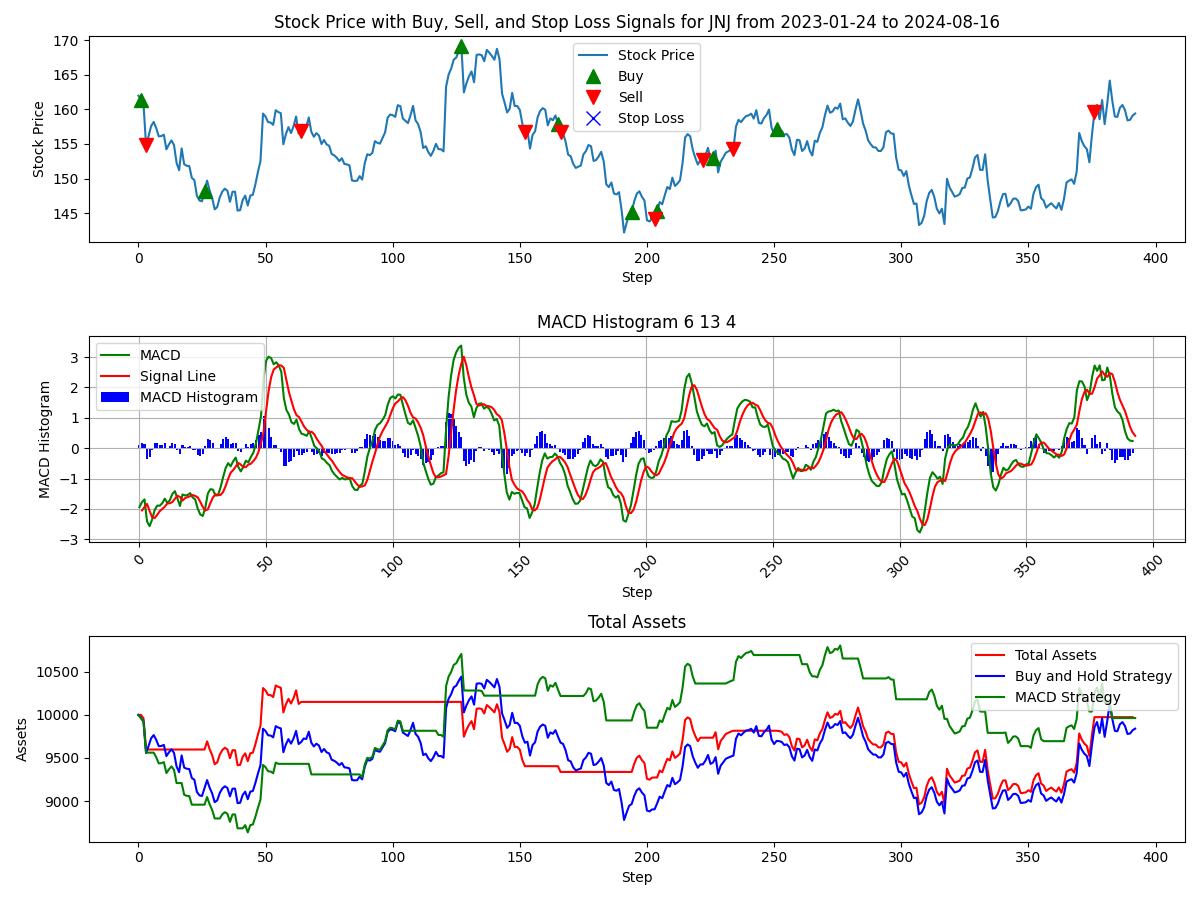 Stock Price with Buy, Sell, and Stop Loss Signals for JNJ from 2023-01-24 to 2024-08-16
170
165
160
155
150
145
Stock Price
Stock Price
Buy
Sell
Stop Loss
0 50 100 150 200 250 300 350 400
Step
MACD Histogram 6 13 4
3
2
1
0
−1
−2
−3
MACD Histogram
MACD
Signal Line
MACD Histogram
0 50 100 150 200 250 300 350 400
Step
Total Assets
10500
10000
9500
9000
Assets
Total Assets
Buy and Hold Strategy
MACD Strategy
0 50 100 150 200 250 300 350 400
Step